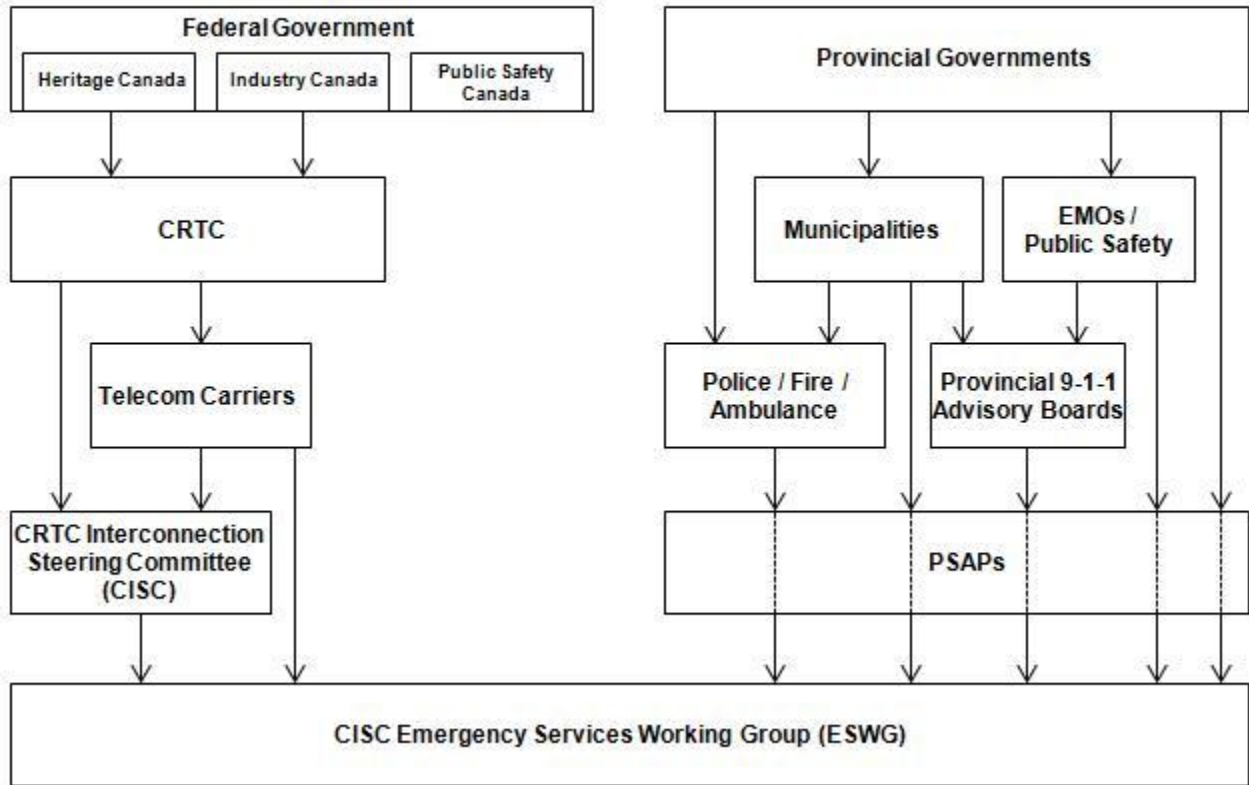 Federal Government
Heritage Canada
Industry Canada
Public Safety
Canada
Provincial Governments
CRTC
Municipalities
EMOs /
Public Safety
Telecom Carriers
Police / Fire /
Ambulance
Provincial 9-1-1
Advisory Boards
CRTC Interconnection
Steering Committee
(CISC)
PSAPs
CISC Emergency Services Working Group (ESWG)